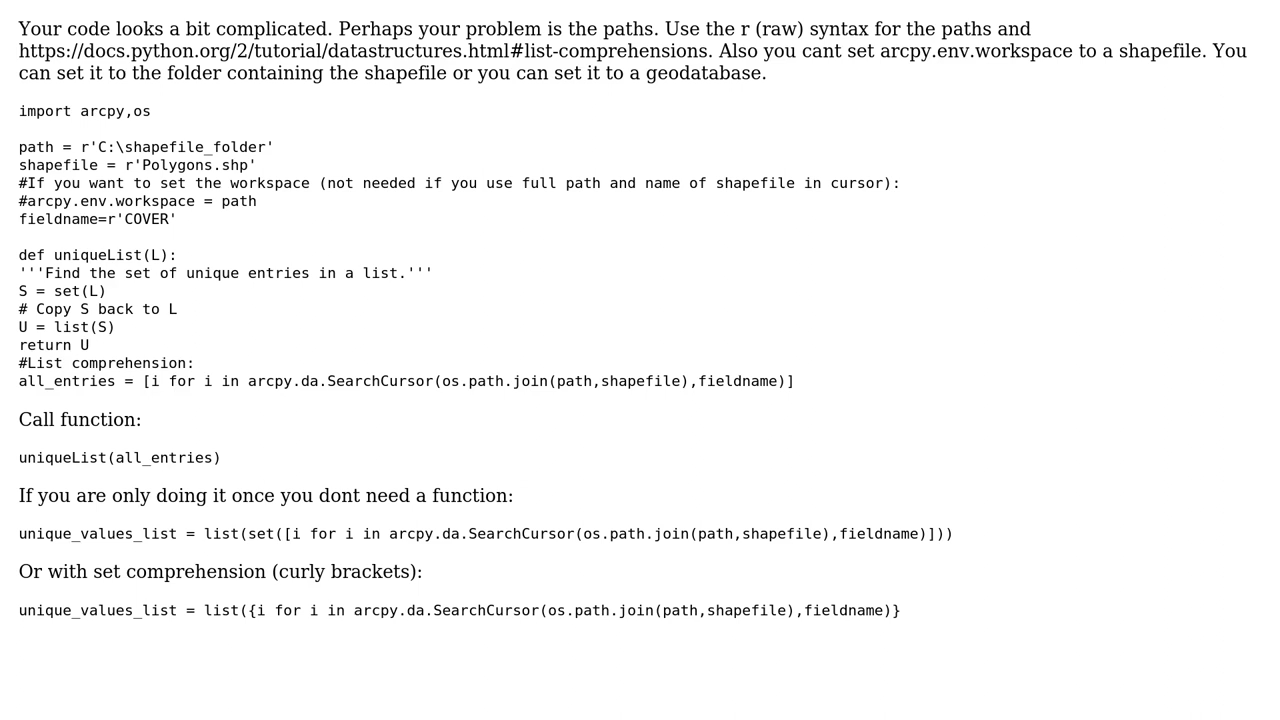 Your code looks a bit complicated. Perhaps your problem is the paths. Use the r (raw) syntax for the paths and
https://docs.python.org/2/tutorial/datastructures.html#list-comprehensions. Also you cant set arcpy.env.workspace to a shapefile. You
can set it to the folder containing the shapefile or you can set it to a geodatabase.
import arcpy,os
path = r'C:\shapefile_folder'
shapefile = r'Polygons.shp'
#If you want to set the workspace (not needed if you use full path and name of shapefile in cursor):
#arcpy.env.workspace = path
fieldname=r'COVER'
def uniqueList(L):
'''Find the set of unique entries in a list.'''
S = set(L)
# Copy S back to L
U = list(S)
return U
#List comprehension:
all_entries = [i for i in arcpy.da.SearchCursor(os.path.join(path,shapefile),fieldname)]
Call function:
uniqueList(all_entries)
If you are only doing it once you dont need a function:
unique_values_list = list(set([i for i in arcpy.da.SearchCursor(os.path.join(path,shapefile),fieldname)]))
Or with set comprehension (curly brackets):
unique_values_list = list({i for i in arcpy.da.SearchCursor(os.path.join(path,shapefile),fieldname)}